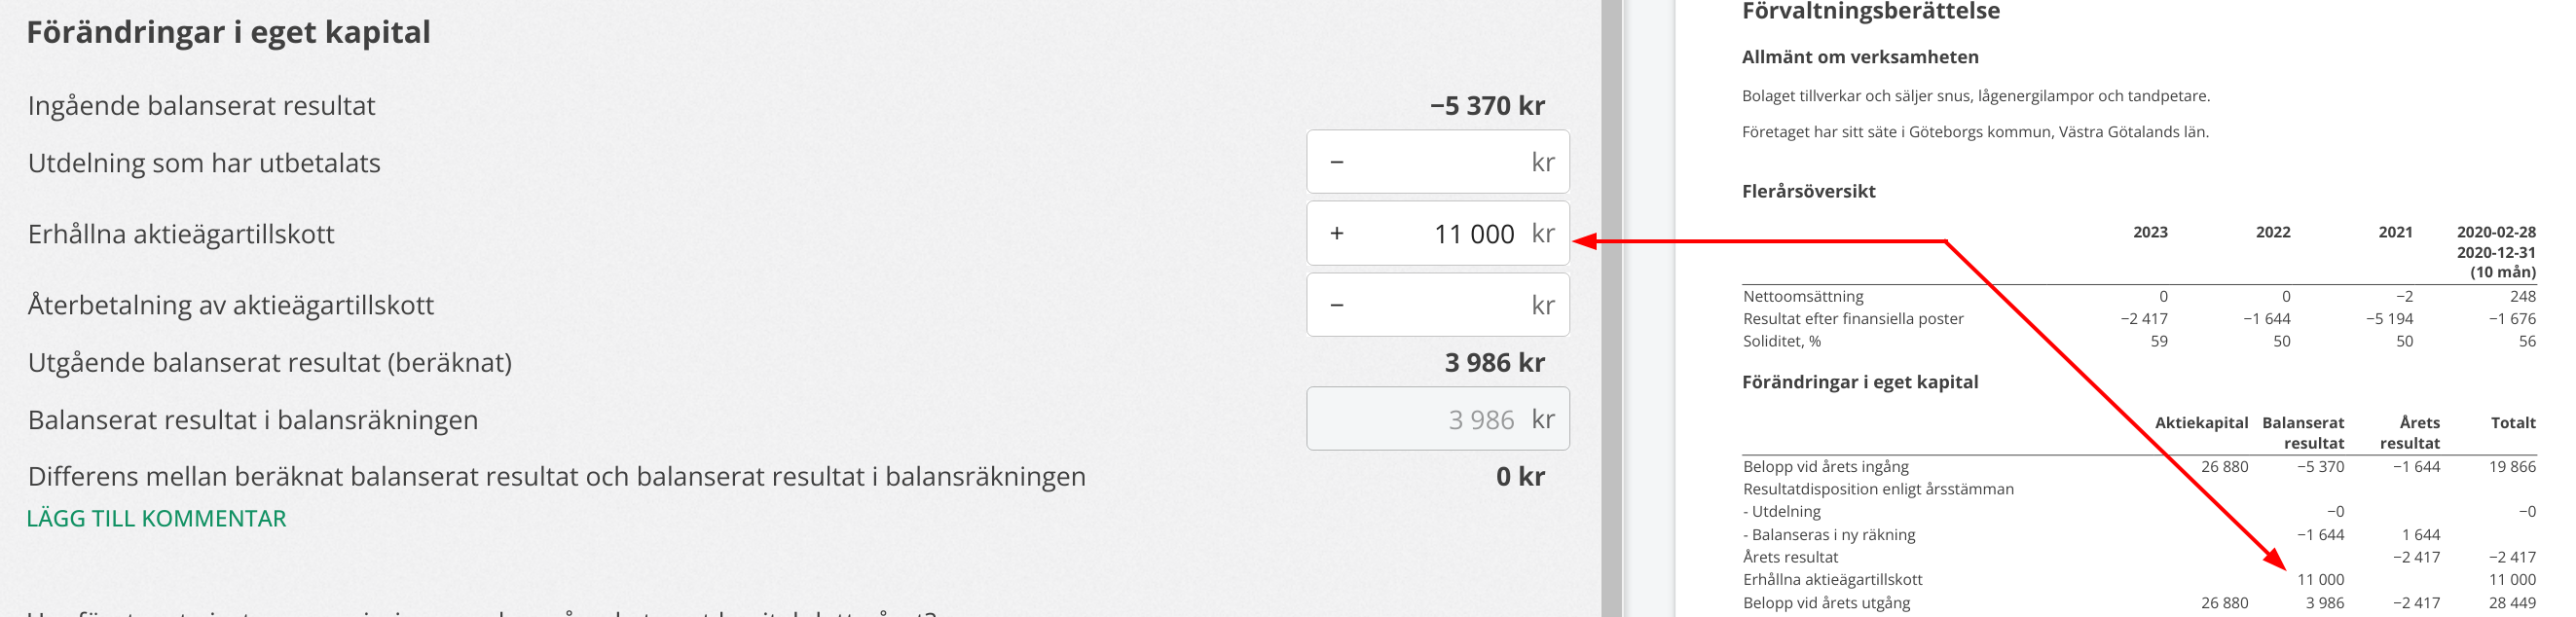 Förändringar i eget kapital
Ingående balanserat resultat −5 370 kr
Utdelning som har utbetalats − kr
Erhållna aktieägartillskott + 11 000 kr
Återbetalning av aktieägartillskott − kr
Utgående balanserat resultat (beräknat) 3 986 kr
Balanserat resultat i balansräkningen 3 986 kr
Differens mellan beräknat balanserat resultat och balanserat resultat i balansräkningen 0 kr
LÄGG TILL KOMMENTAR
Förvaltningsberättelse
Allmänt om verksamheten
Bolaget tillverkar och säljer snus, lågenergilampor och tandpetare.
Företaget har sitt säte i Göteborgs kommun, Västra Götalands län.
Flerårsöversikt
2023 2022 2021 2020-02-28
2020-12-31
(10 mån)
Nettoomsättning 0 0 −2 248
Resultat efter finansiella poster −2 417 −1 644 −5 194 −1 676
Soliditet, % 59 50 50 56
Förändringar i eget kapital
Aktiekapital Balanserat Årets Totalt
resultat resultat
Belopp vid årets ingång 26 880 −5 370 −1 644 19 866
Resultatdisposition enligt årsstämman
- Utdelning −0 −0
- Balanseras i ny räkning −1 644 1 644
Årets resultat −2 417 −2 417
Erhållna aktieägartillskott 11 000 11 000
Belopp vid årets utgång 26 880 3 986 −2 417 28 449